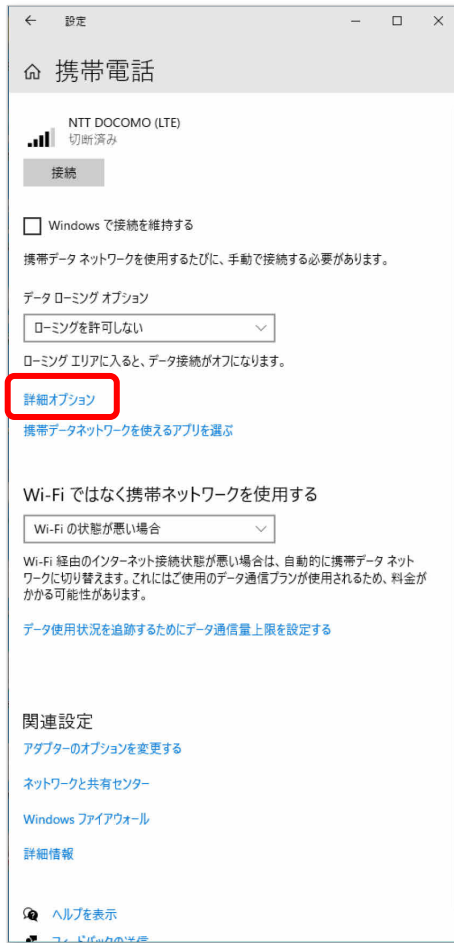 設定
携帯電話
NTT DOCOMO (LTE)
切断済み
接続
Windows で接続を維持する
携帯データ ネットワークを使用するたびに、手動で接続する必要があります。
データ ローミング オプション
ローミングを許可しない
ローミング エリアに入ると、データ接続がオフになります。
詳細オプション
携帯データネットワークを使えるアプリを選ぶ
Wi-Fi ではなく携帯ネットワークを使用する
Wi-Fi の状態が悪い場合
Wi-Fi 経由のインターネット接続状態が悪い場合は、自動的に携帯データ ネット
ワークに切り替えます。これにはご使用のデータ通信プランが使用されるため、料金が
かかる可能性があります。
データ使用状況を追跡するためにデータ通信量上限を設定する
関連設定
アダプターのオプションを変更する
ネットワークと共有センター
Windows ファイアウォール
詳細情報
ヘルプを表示
フィードバックの送信